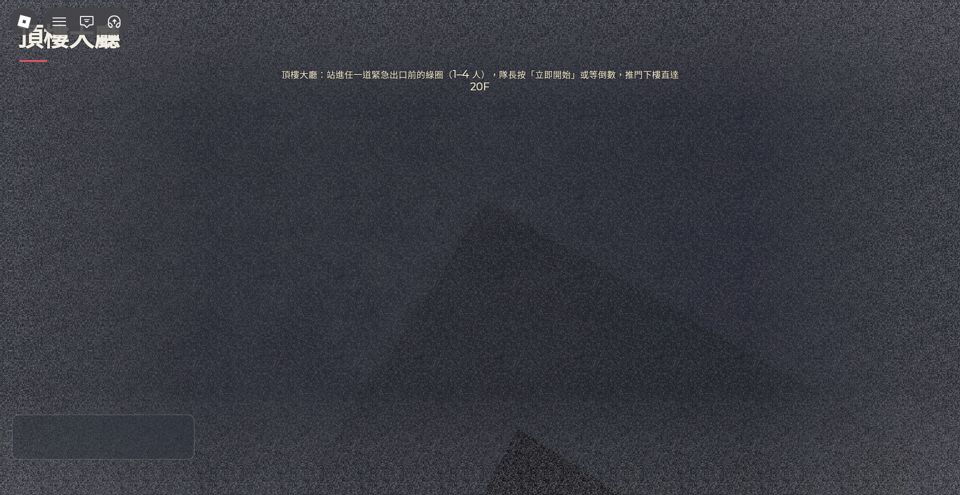 頂樓大廳
頂樓大廳：站進任一道緊急出口前的綠圈（1–4 人），隊長按「立即開始」或等倒數，推門下樓直達
20F